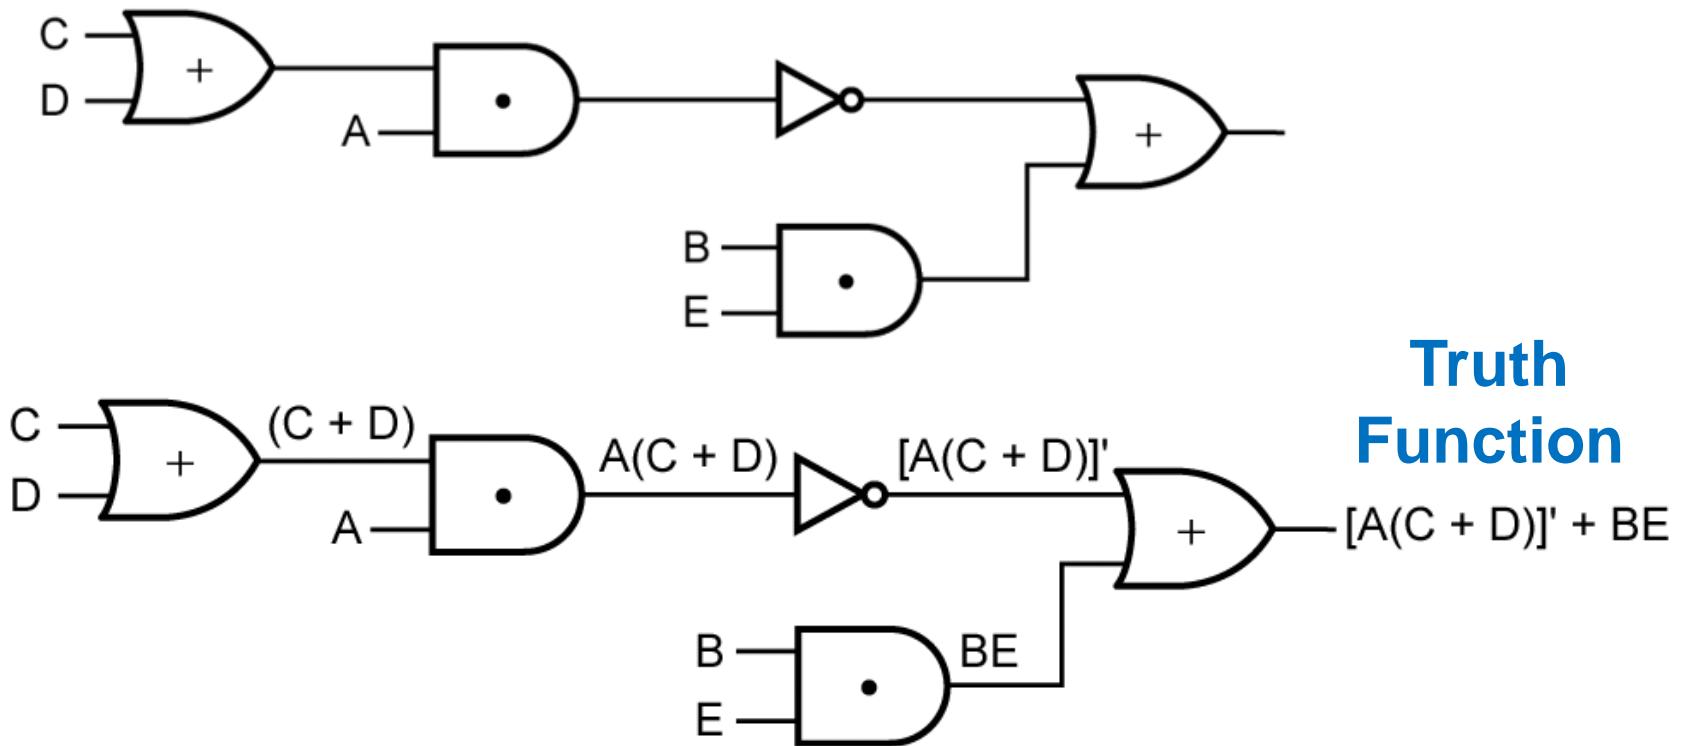 C
+
D
A
•
+
B
E
•
Truth
Function
C
(C + D)
+
D
A
•
A(C + D)
[A(C + D)]'
+
[A(C + D)]' + BE
B
BE
E
•